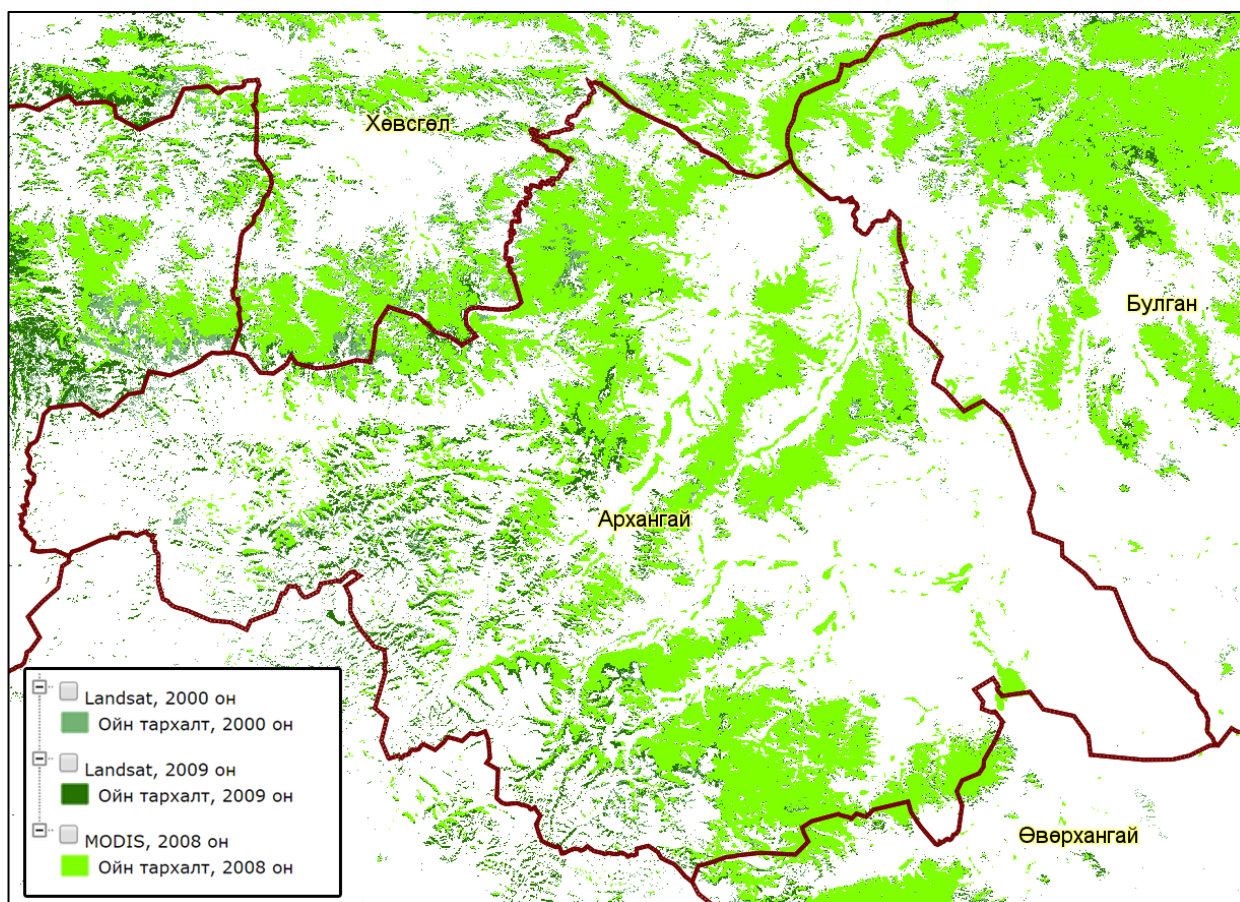 Хөвсгөл
Булган
Архангай
Өвөрхангай
Landsat, 2000 он
Ойн тархалт, 2000 он
Landsat, 2009 он
Ойн тархалт, 2009 он
MODIS, 2008 он
Ойн тархалт, 2008 он